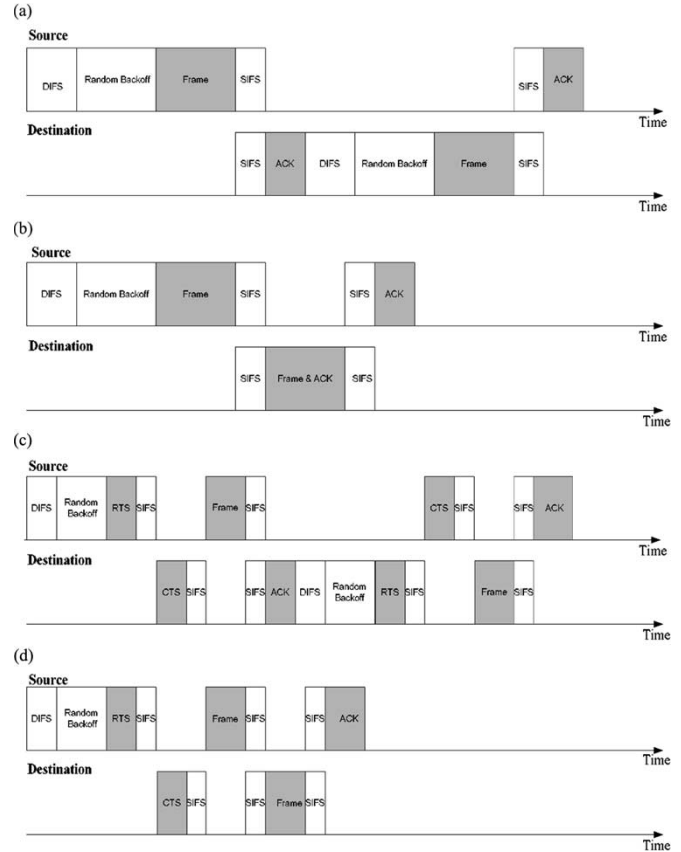 (a)
Source
DIFS Random Backoff Frame SIFS SIFS ACK
Time
Destination
SIFS ACK DIFS Random Backoff Frame SIFS
Time
(b)
Source
DIFS Random Backoff Frame SIFS SIFS ACK
Time
Destination
SIFS Frame & ACK SIFS
Time
(c)
Source
DIFS Random Backoff RTS SIFS Frame SIFS CTS SIFS SIFS ACK
Time
Destination
CTS SIFS SIFS ACK DIFS Random Backoff RTS SIFS Frame SIFS
Time
(d)
Source
DIFS Random Backoff RTS SIFS Frame SIFS SIFS ACK
Time
Destination
CTS SIFS SIFS Frame SIFS
Time